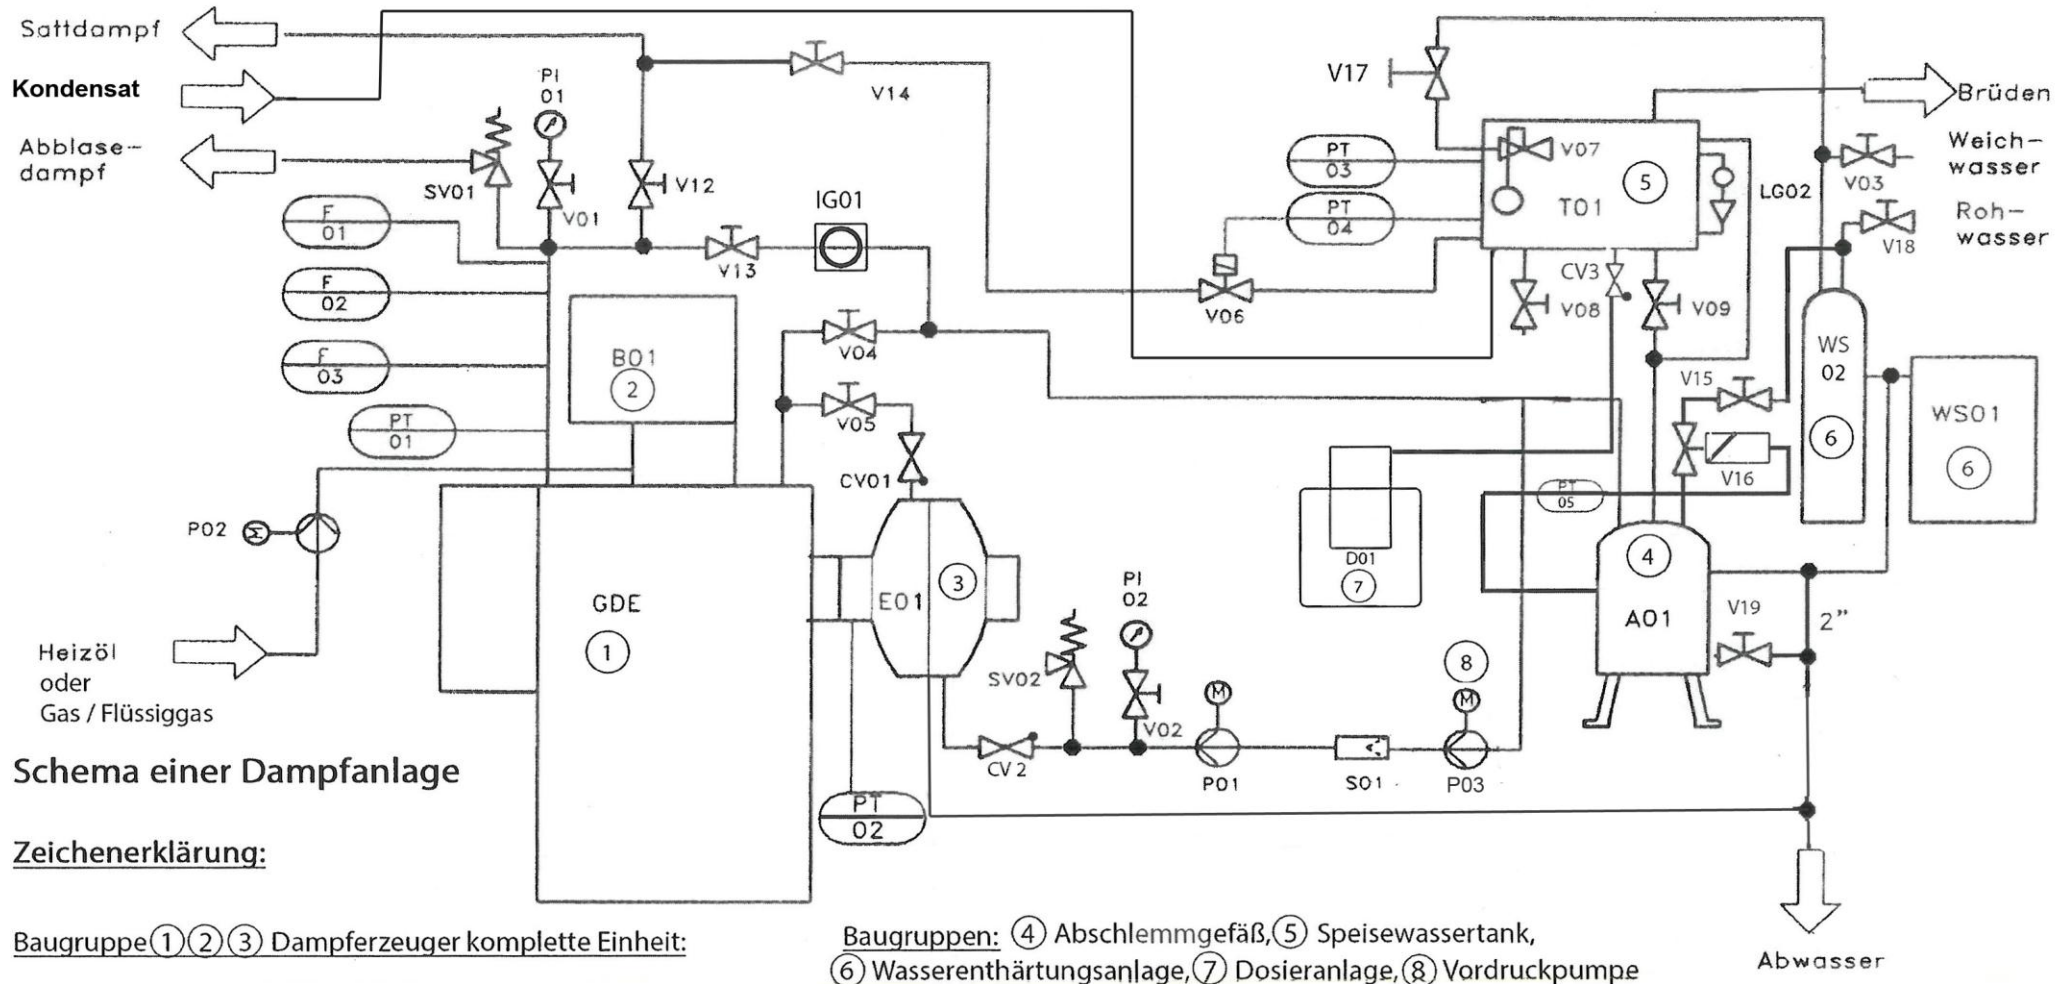 Sattdampf
Kondensat
Abblase-
dampf
PI
01
SV01
V01
V12
V14
V13
IG01
F
01
F
02
F
03
PT
01
B01
2
V04
V05
CV01
P02
GDE
1
E01
3
Heizöl
oder
Gas / Flüssiggas
V17
PT
03
PT
04
V07
5
T01
LG02
Brüden
Weich-
wasser
V03
Roh-
wasser
V18
V06
V08
CV3
V09
V15
V16
WS
02
6
WS01
6
PT
05
D01
7
4
A01
V19
2"
PI
02
SV02
V02
CV 2
M
P01
S01
8
M
P03
PT
02
Schema einer Dampfanlage
Zeichenerklärung:
Baugruppe 1 2 3 Dampferzeuger komplette Einheit:
Baugruppen: 4 Abschlemmgefäß, 5 Speisewassertank,
6 Wasserenthärtungsanlage, 7 Dosieranlage, 8 Vordruckpumpe
Abwasser